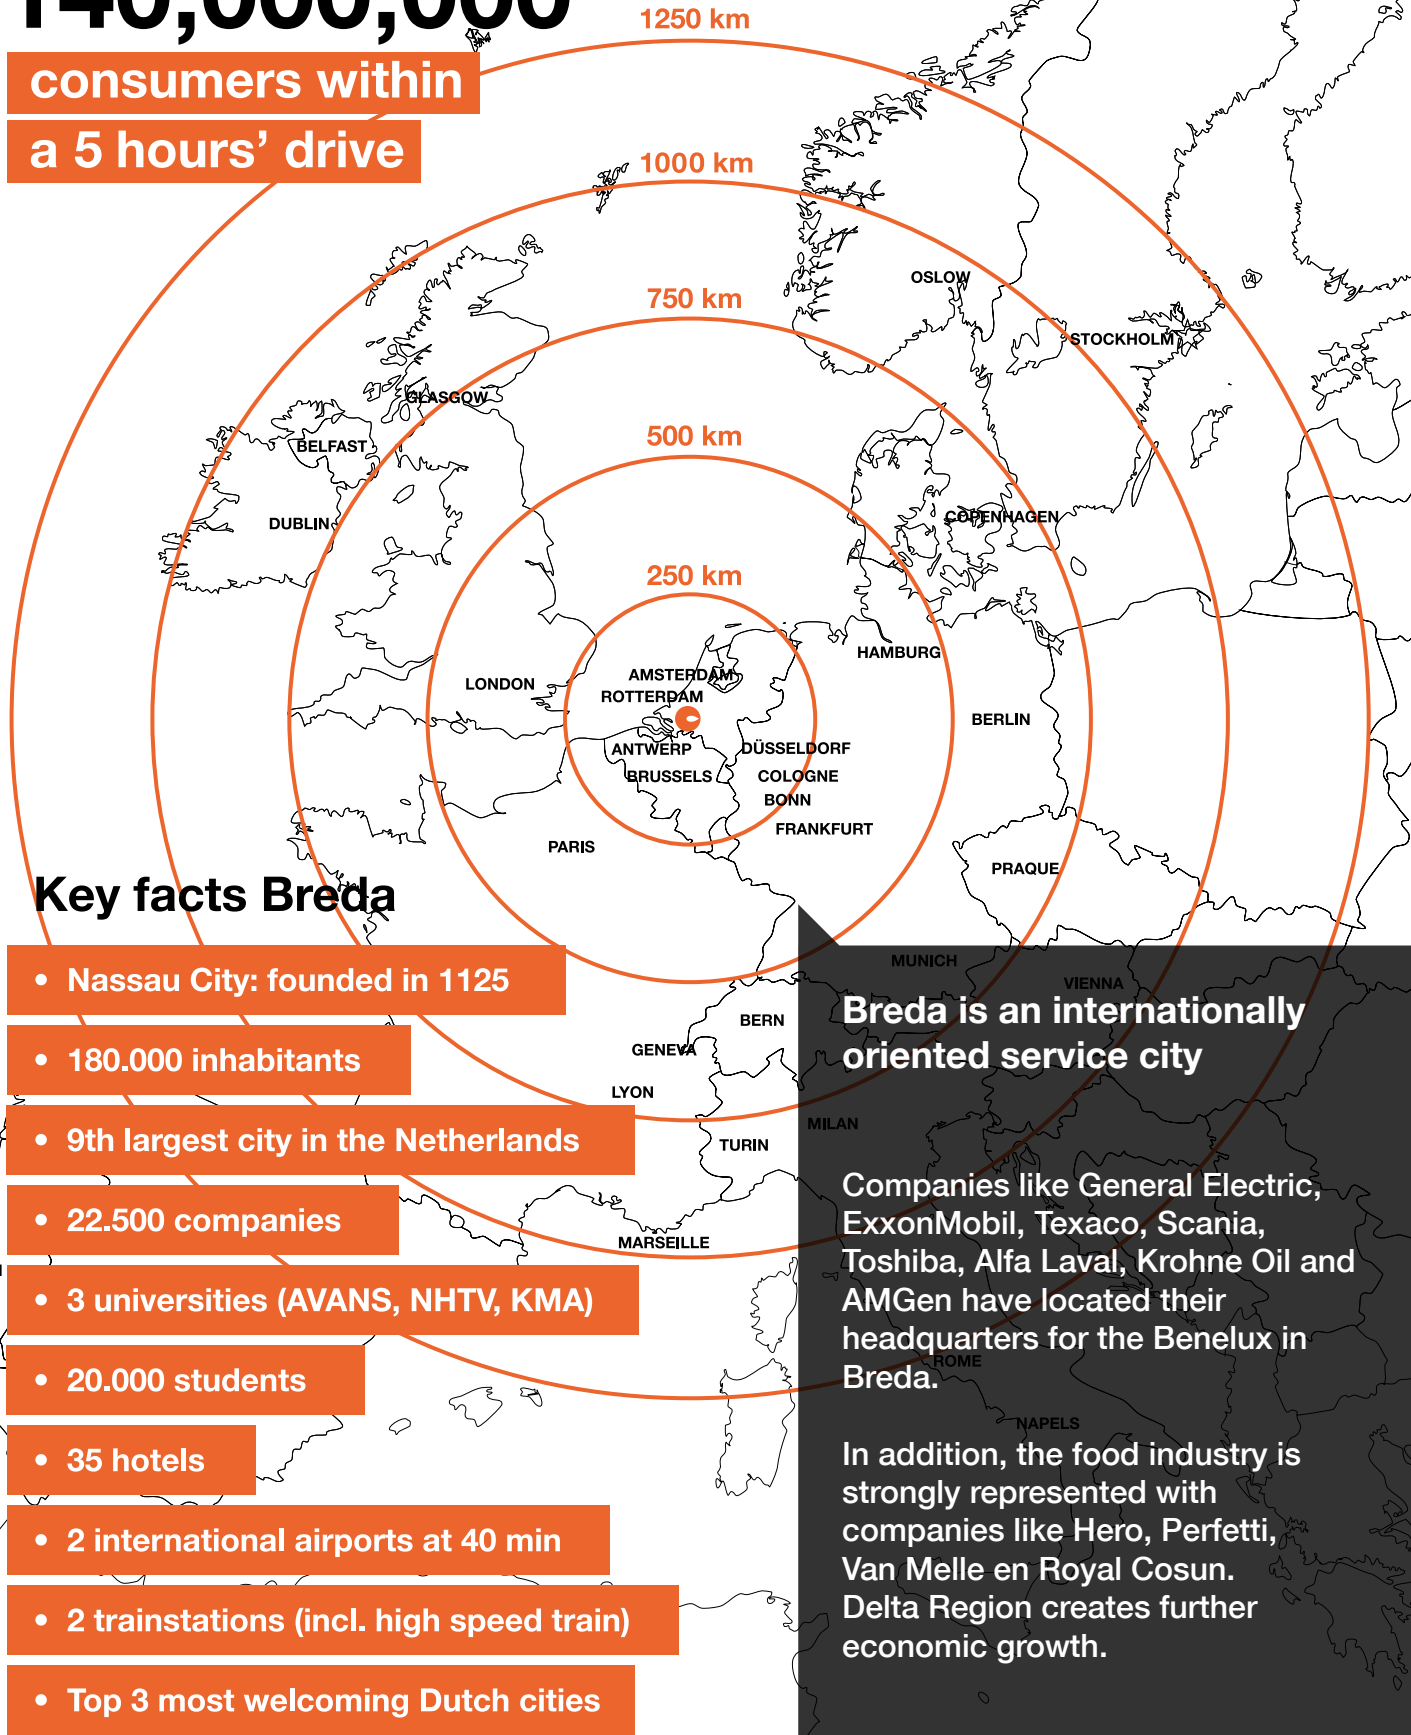 140,000,000
consumers within
a 5 hours' drive
1250 km
1000 km
750 km
500 km
250 km
OSLOW
STOCKHOLM
GLASGOW
BELFAST
DUBLIN
COPENHAGEN
HAMBURG
LONDON
AMSTERDAM
ROTTERDAM
BERLIN
ANTWERP
DÜSSELDORF
BRUSSELS
COLOGNE
BONN
FRANKFURT
PARIS
PRAQUE
MUNICH
VIENNA
BERN
GENEVA
LYON
MILAN
TURIN
MARSEILLE
ROME
NAPELS
Key facts Breda
• Nassau City: founded in 1125
• 180.000 inhabitants
• 9th largest city in the Netherlands
• 22.500 companies
• 3 universities (AVANS, NHTV, KMA)
• 20.000 students
• 35 hotels
• 2 international airports at 40 min
• 2 trainstations (incl. high speed train)
• Top 3 most welcoming Dutch cities
Breda is an internationally
oriented service city
Companies like General Electric,
ExxonMobil, Texaco, Scania,
Toshiba, Alfa Laval, Krohne Oil and
AMGen have located their
headquarters for the Benelux in
Breda.
In addition, the food industry is
strongly represented with
companies like Hero, Perfetti,
Van Melle en Royal Cosun.
Delta Region creates further
economic growth.